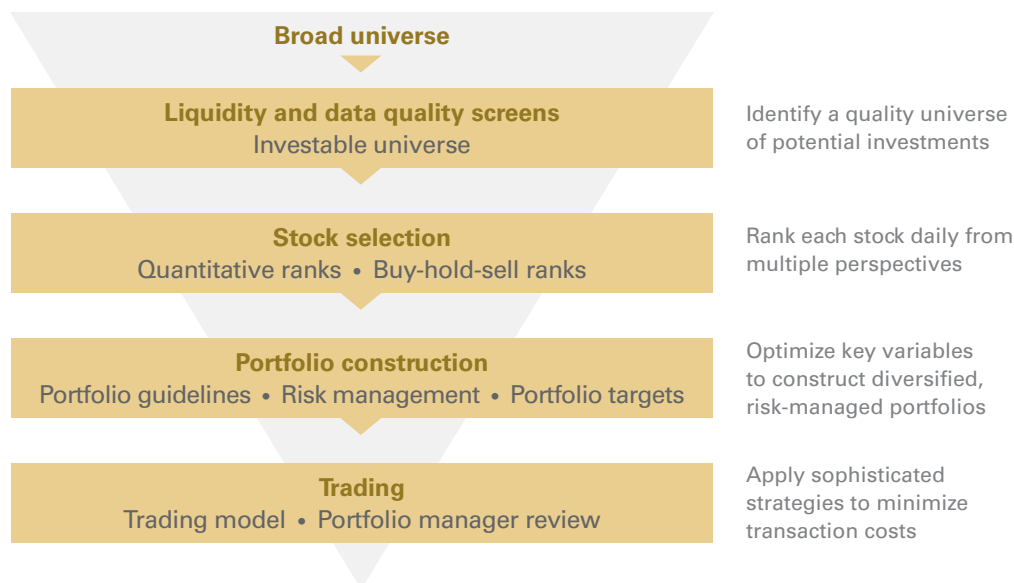 Broad universe
Liquidity and data quality screens
Investable universe
Identify a quality universe
of potential investments
Stock selection
Quantitative ranks • Buy-hold-sell ranks
Rank each stock daily from
multiple perspectives
Portfolio construction
Portfolio guidelines • Risk management • Portfolio targets
Optimize key variables
to construct diversified,
risk-managed portfolios
Trading
Trading model • Portfolio manager review
Apply sophisticated
strategies to minimize
transaction costs